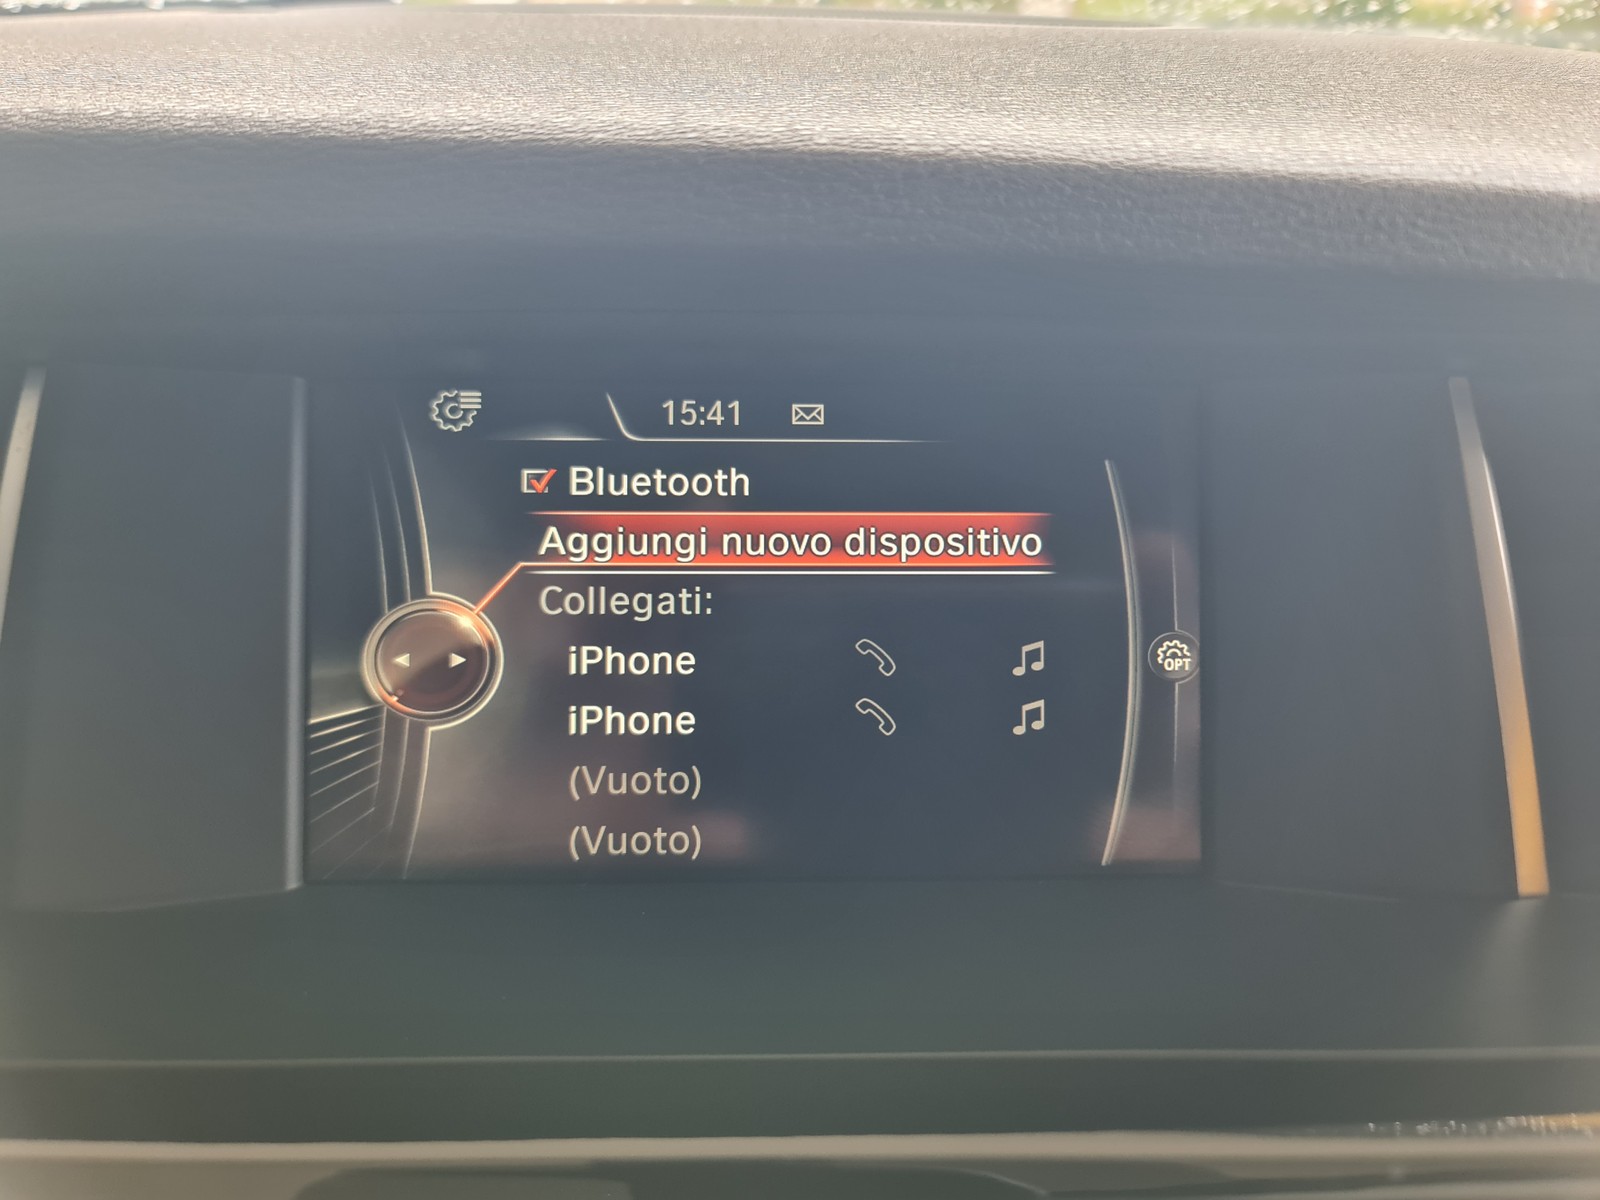 15:41
Bluetooth
Aggiungi nuovo dispositivo
Collegati:
iPhone
iPhone
OPT
(Vuoto)
(Vuoto)